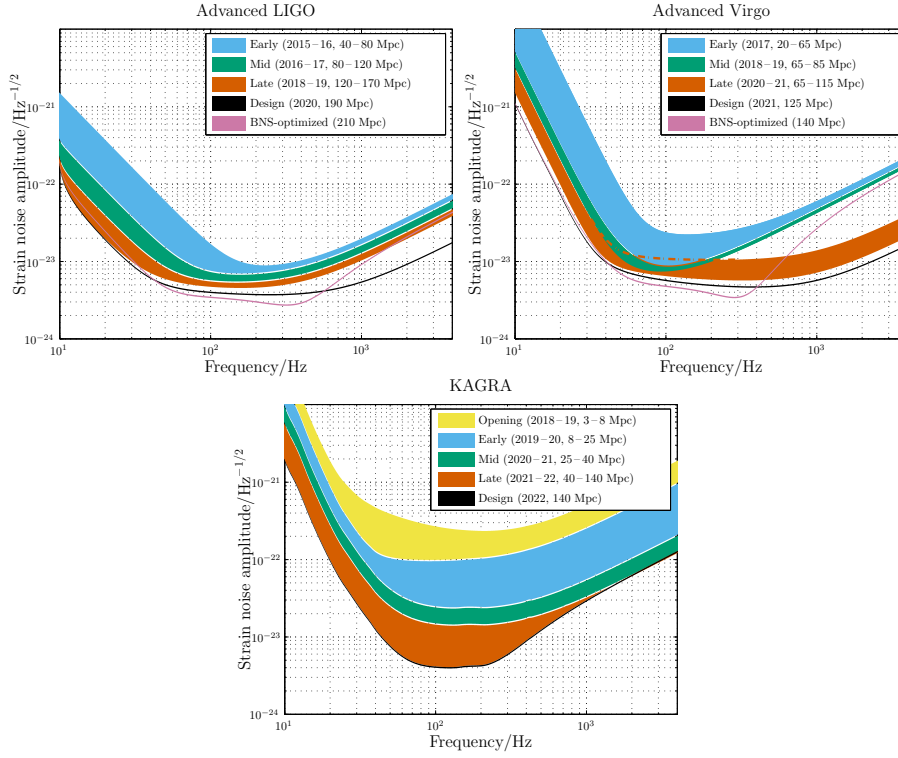 Advanced LIGO
Strain noise amplitude/Hz⁻¹/²
10⁻²¹
10⁻²²
10⁻²³
10⁻²⁴
Early (2015–16, 40–80 Mpc)
Mid (2016–17, 80–120 Mpc)
Late (2018–19, 120–170 Mpc)
Design (2020, 190 Mpc)
BNS-optimized (210 Mpc)
10¹ 10² 10³
Frequency/Hz
Advanced Virgo
Strain noise amplitude/Hz⁻¹/²
10⁻²¹
10⁻²²
10⁻²³
10⁻²⁴
Early (2017, 20–65 Mpc)
Mid (2018–19, 65–85 Mpc)
Late (2020–21, 65–115 Mpc)
Design (2021, 125 Mpc)
BNS-optimized (140 Mpc)
10¹ 10² 10³
Frequency/Hz
KAGRA
Strain noise amplitude/Hz⁻¹/²
10⁻²¹
10⁻²²
10⁻²³
10⁻²⁴
Opening (2018–19, 3–8 Mpc)
Early (2019–20, 8–25 Mpc)
Mid (2020–21, 25–40 Mpc)
Late (2021–22, 40–140 Mpc)
Design (2022, 140 Mpc)
10¹ 10² 10³
Frequency/Hz